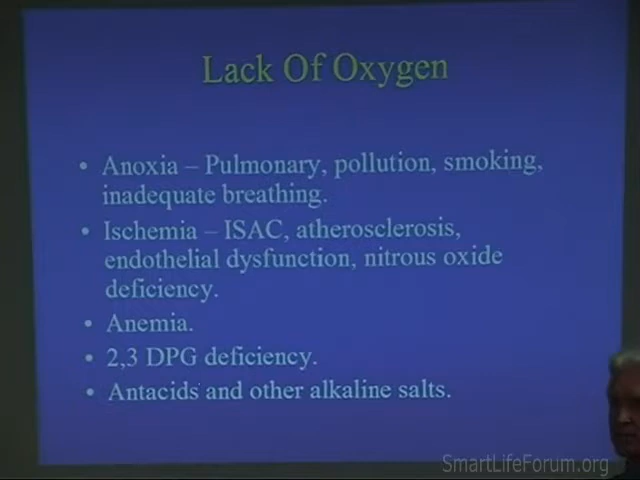 Lack Of Oxygen
• Anoxia – Pulmonary, pollution, smoking,
inadequate breathing.
• Ischemia – ISAC, atherosclerosis,
endothelial dysfunction, nitrous oxide
deficiency.
• Anemia.
• 2,3 DPG deficiency.
• Antacids and other alkaline salts.
SmartLifeForum.org